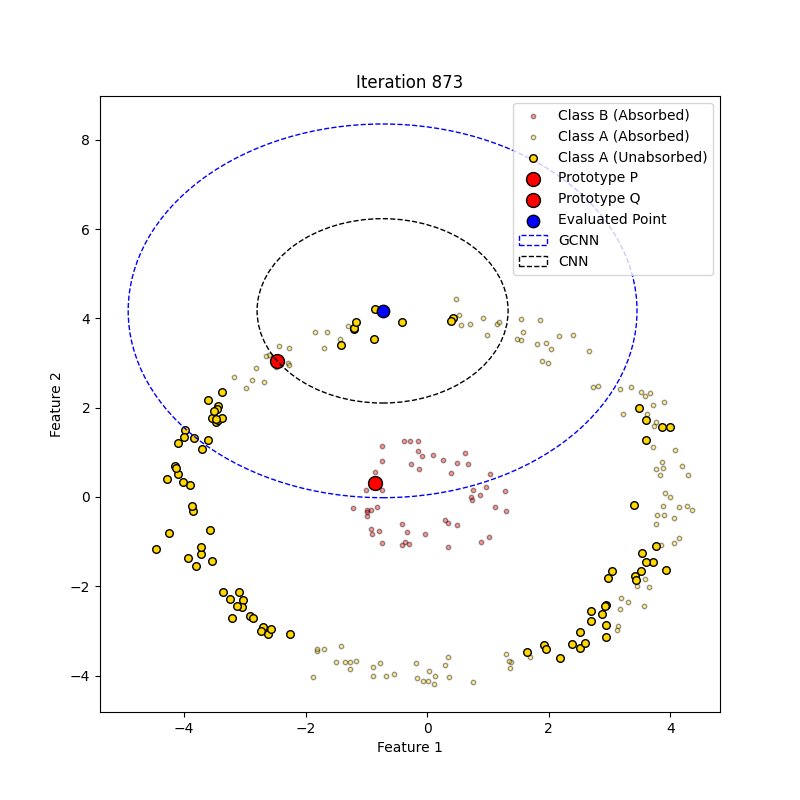 Iteration 873
Class B (Absorbed)
Class A (Absorbed)
Class A (Unabsorbed)
Prototype P
Prototype Q
Evaluated Point
GCNN
CNN
8
6
4
2
0
−2
−4
Feature 2
−4 −2 0 2 4
Feature 1